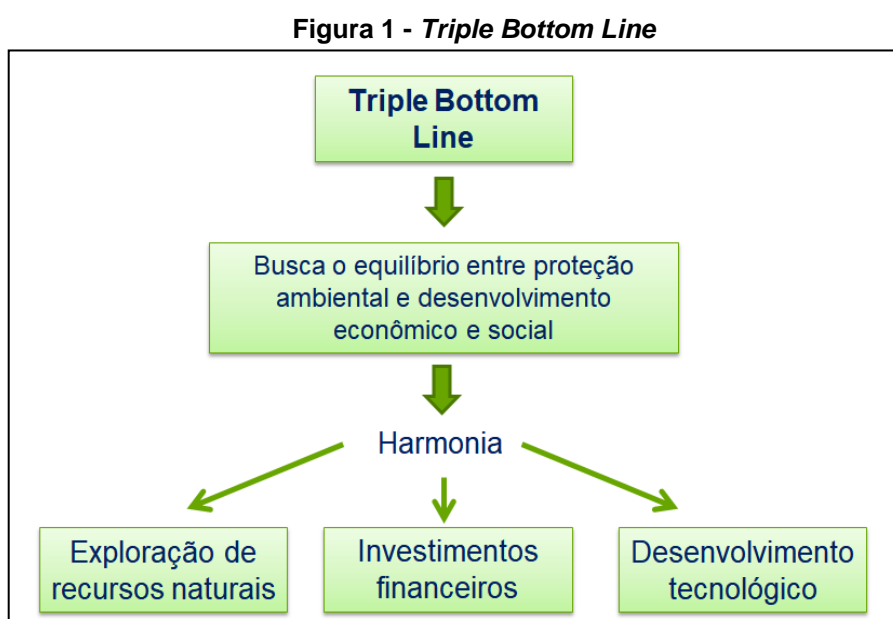 Figura 1 - Triple Bottom Line
Triple Bottom
Line
Busca o equilíbrio entre proteção
ambiental e desenvolvimento
econômico e social
Harmonia
Exploração de
recursos naturais
Investimentos
financeiros
Desenvolvimento
tecnológico